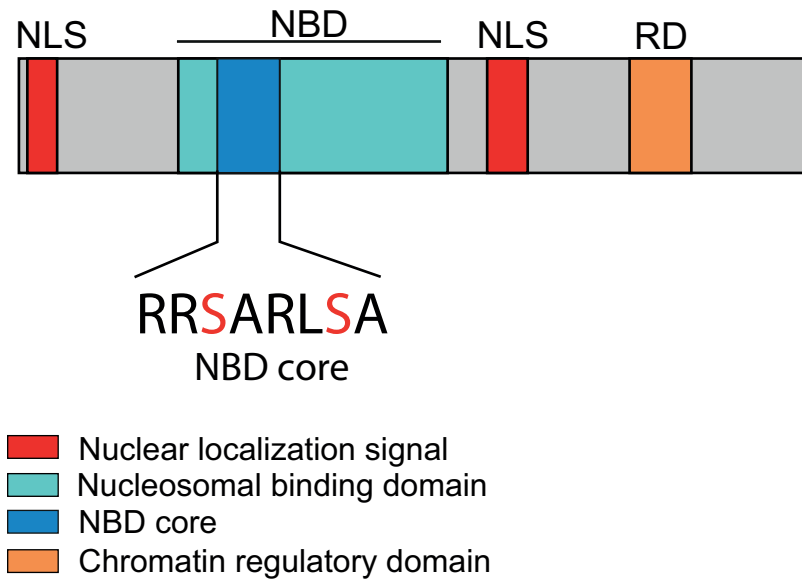 NLS NBD NLS RD
RRSARLSA
NBD core
Nuclear localization signal
Nucleosomal binding domain
NBD core
Chromatin regulatory domain